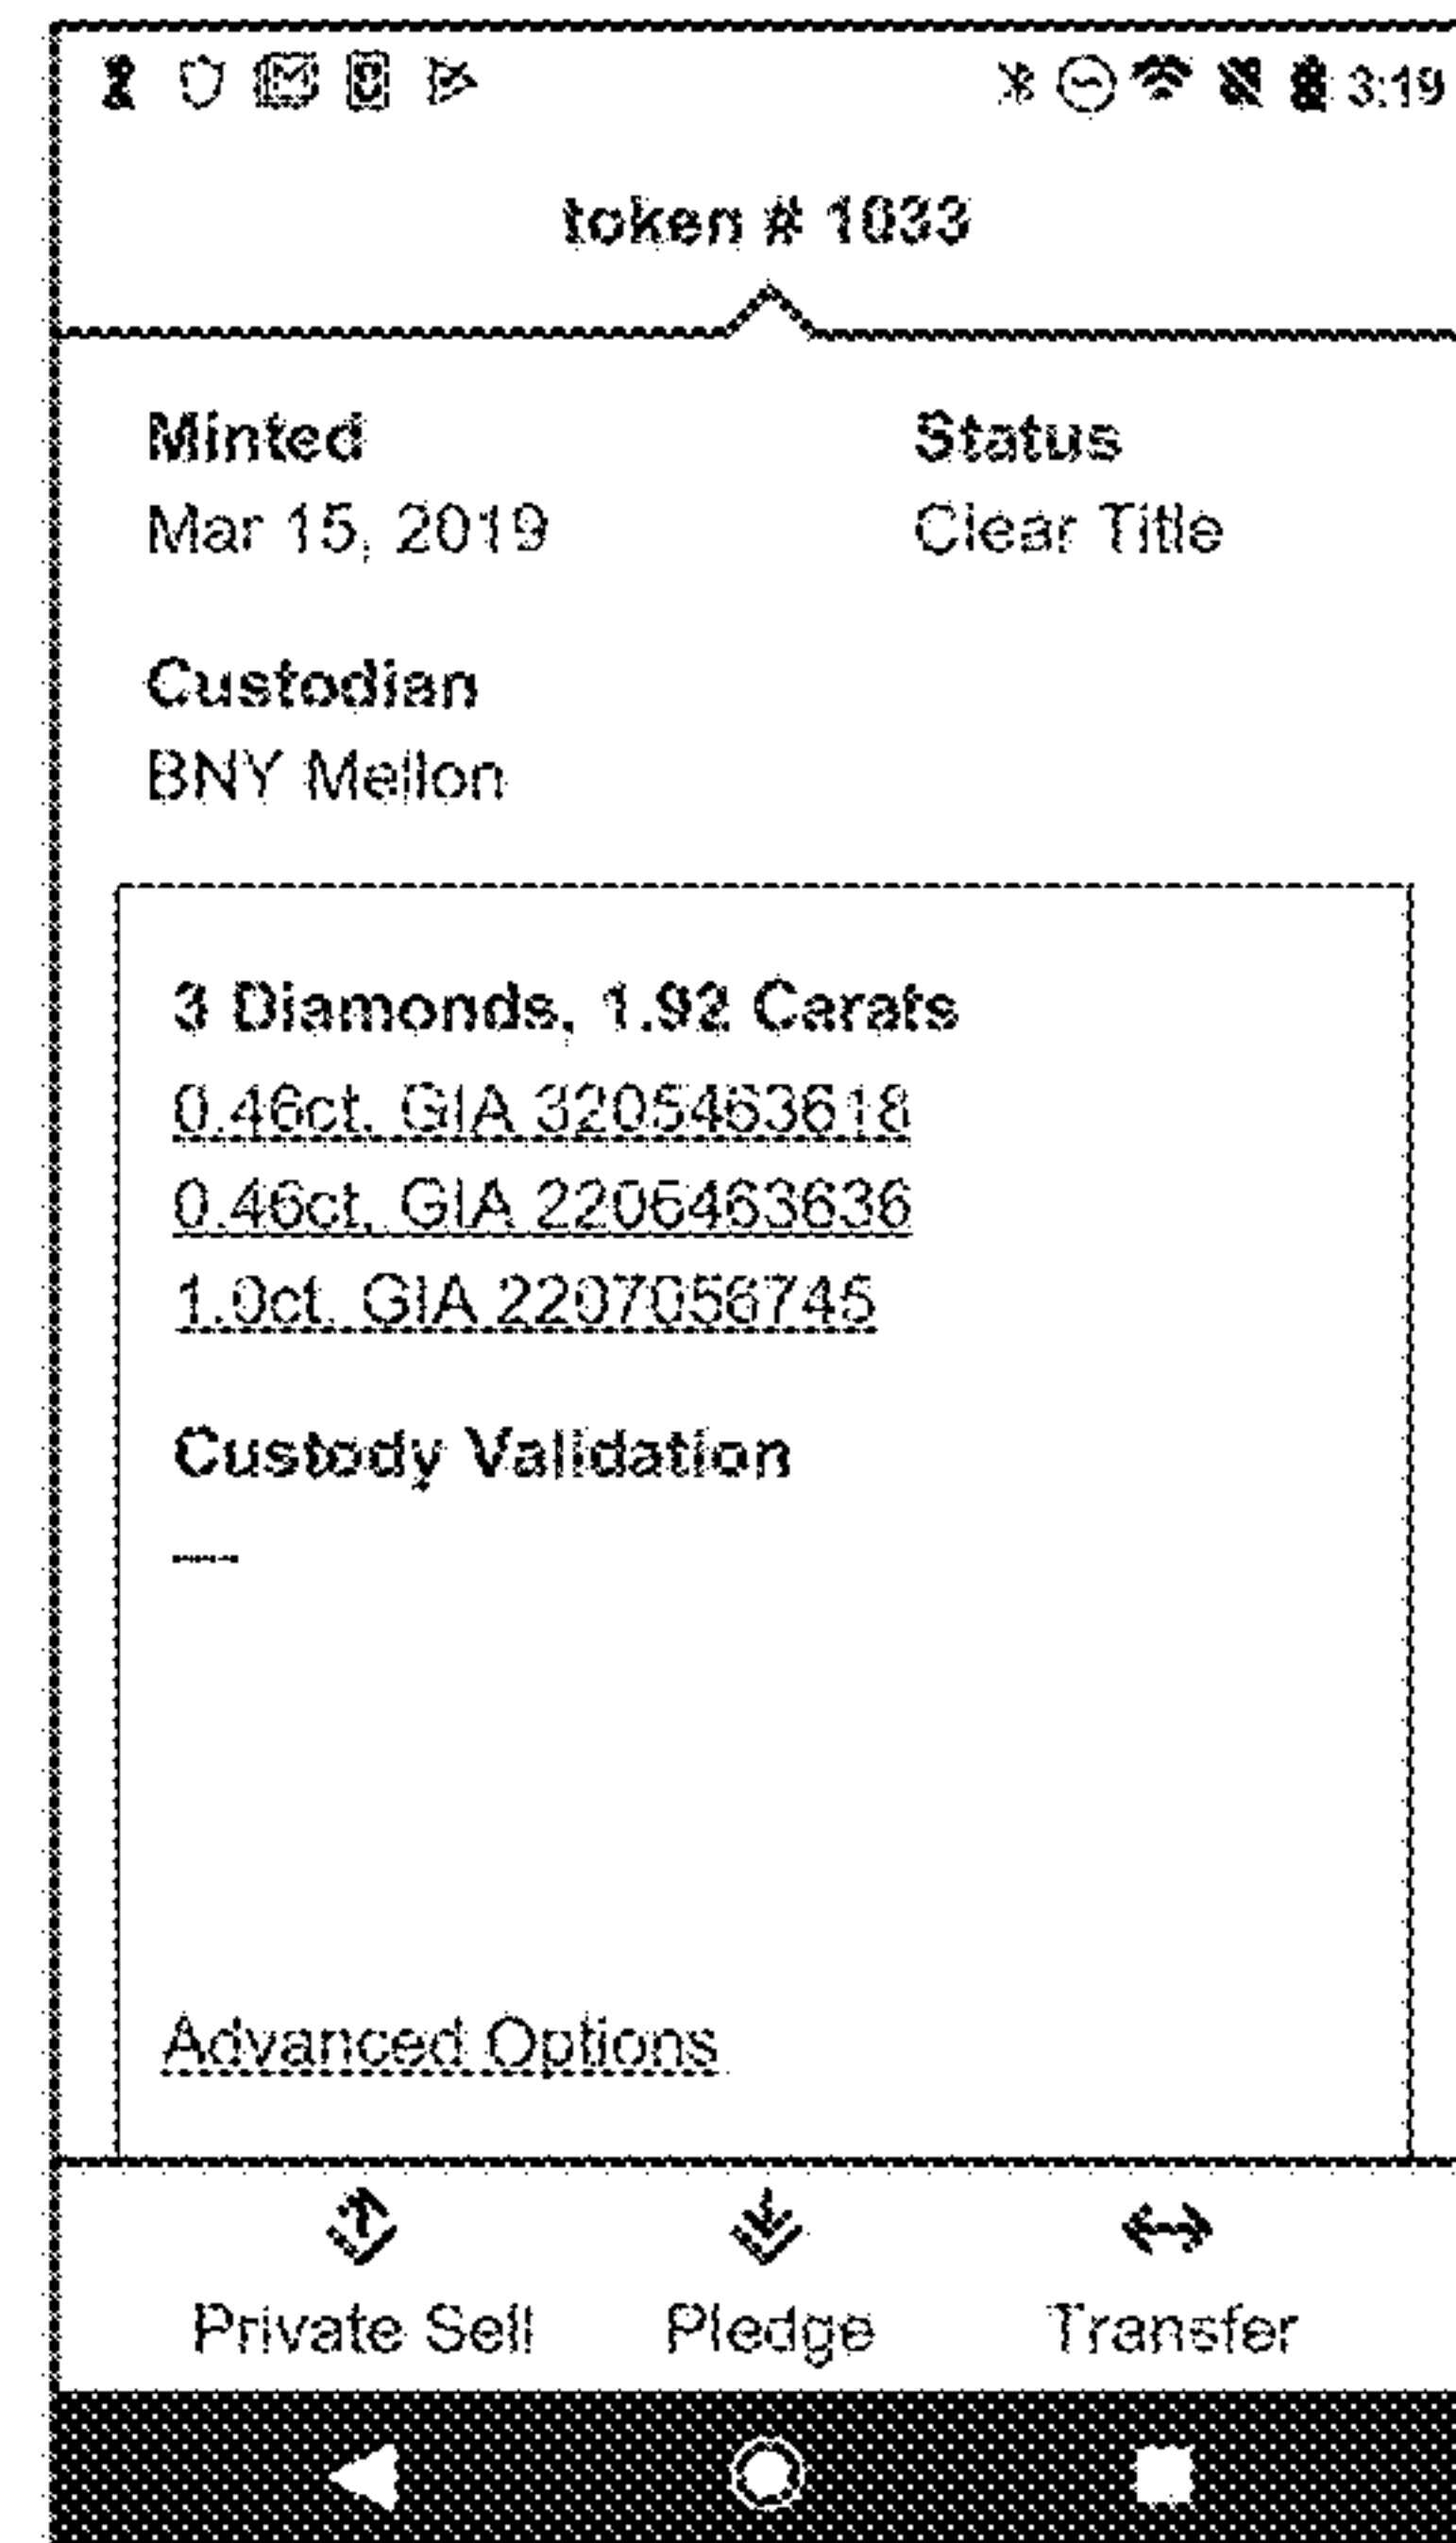 3:19
token # 1033
Minted
Status
Mar 15, 2019
Clear Title
Custodian
BNY Mellon
3 Diamonds, 1.92 Carats
0.46ct, GIA 3205463618
0.46ct, GIA 2206463636
1.0ct, GIA 2207056745
Custody Validation
---
Advanced Options
Private Sell
Pledge
Transfer